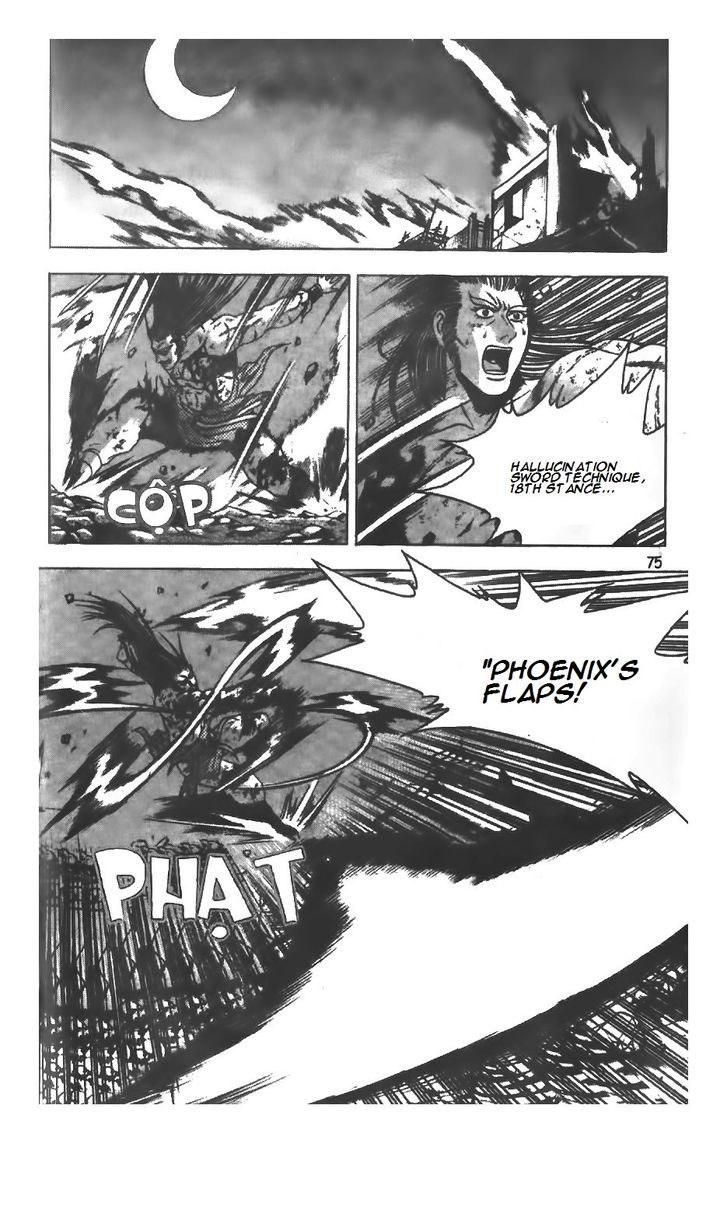 HALLUCINATION
SWORD TECHNIQUE,
18TH STANCE...
CỘP
75
"PHOENIX'S
FLAPS!
PHẠT